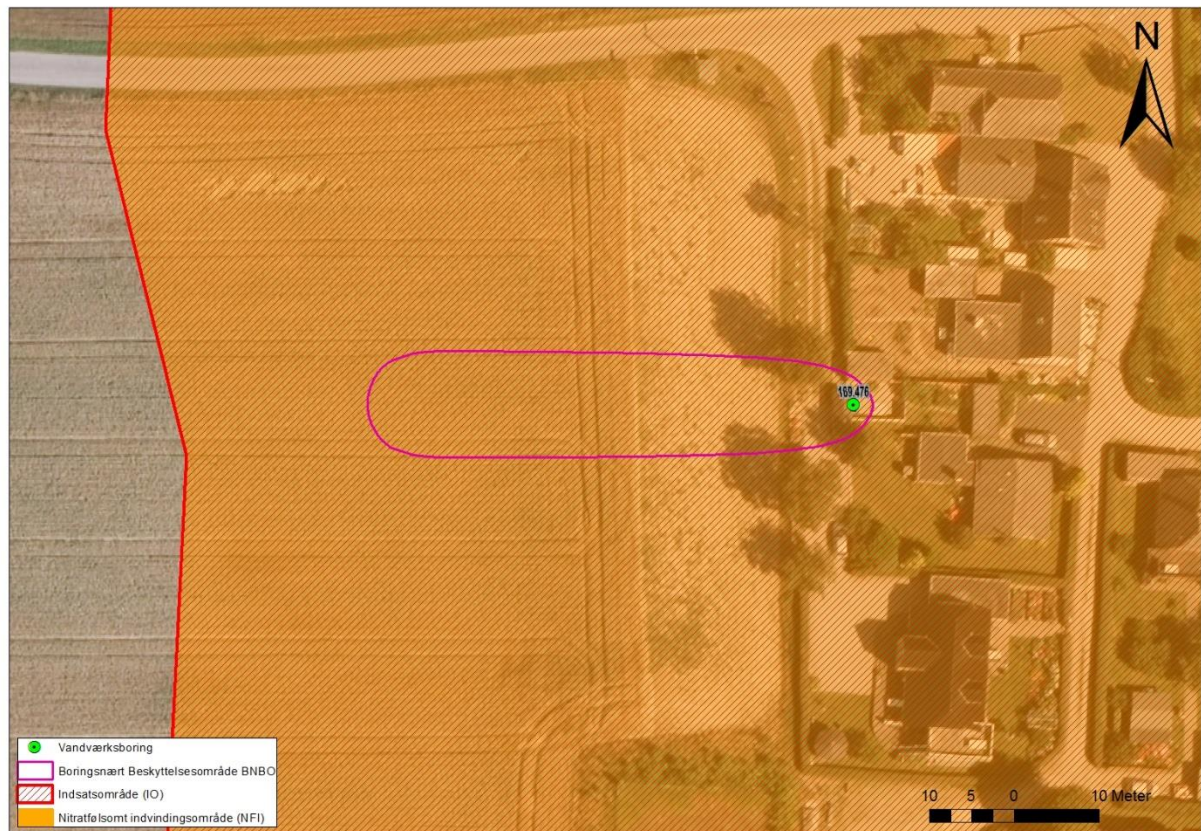 N
169.476
Vandværksboring
Boringsnært Beskyttelsesområde BNBO
Indsatsområde (IO)
Nitratfølsomt indvindingsområde (NFI)
10 5 0 10 Meter